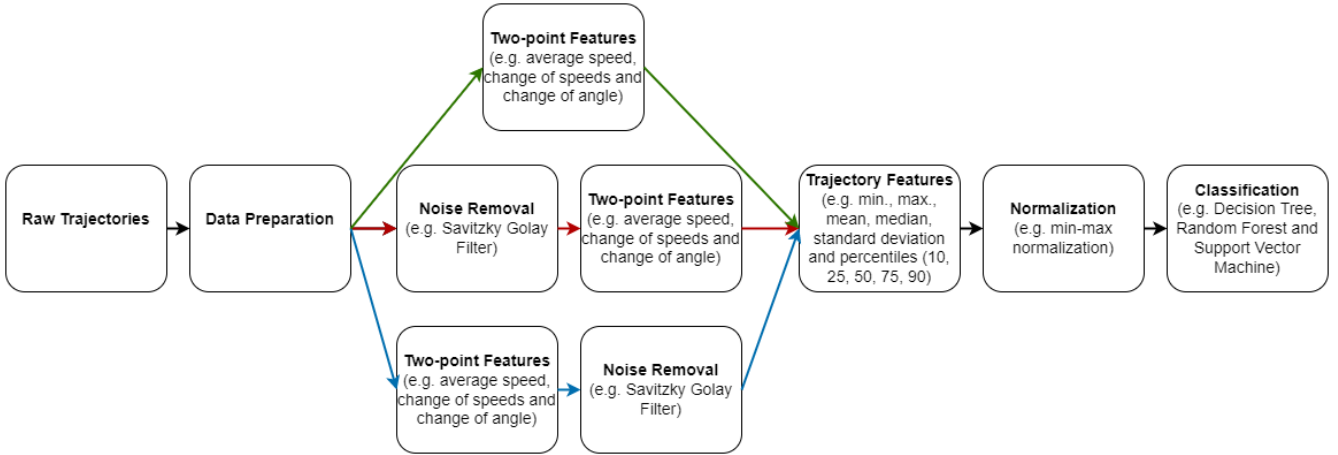 Two-point Features
(e.g. average speed,
change of speeds and
change of angle)
Raw Trajectories
Data Preparation
Noise Removal
(e.g. Savitzky Golay
Filter)
Two-point Features
(e.g. average speed,
change of speeds and
change of angle)
Trajectory Features
(e.g. min., max.,
mean, median,
standard deviation
and percentiles (10,
25, 50, 75, 90)
Normalization
(e.g. min-max
normalization)
Classification
(e.g. Decision Tree,
Random Forest and
Support Vector
Machine)
Two-point Features
(e.g. average speed,
change of speeds and
change of angle)
Noise Removal
(e.g. Savitzky Golay
Filter)